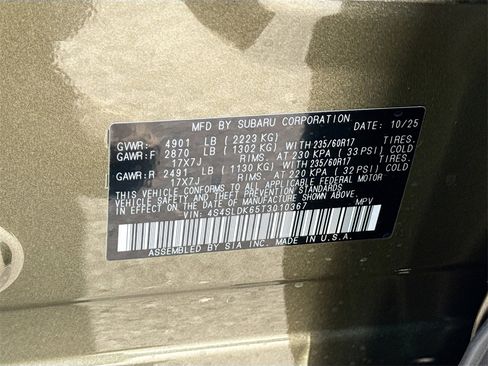 MFD BY SUBARU CORPORATION DATE: 10/25
GVWR: 4901 LB (2223 KG)
GAWR:F 2870 LB (1302 KG) WITH 235/60R17 TIRES.
17X7J RIMS. AT 230 KPA (33 PSI) COLD
GAWR:R 2491 LB (1130 KG) WITH 235/60R17 TIRES.
17X7J RIMS. AT 220 KPA (32 PSI) COLD
THIS VEHICLE CONFORMS TO ALL APPLICABLE FEDERAL MOTOR
VEHICLE SAFETY AND THEFT PREVENTION STANDARDS IN EFFECT
ON THE DATE OF MANUFACTURE SHOWN ABOVE.
VIN: 4S4SLDK65T3010367 MPV
ASSEMBLED BY SIA INC. MADE IN U.S.A.